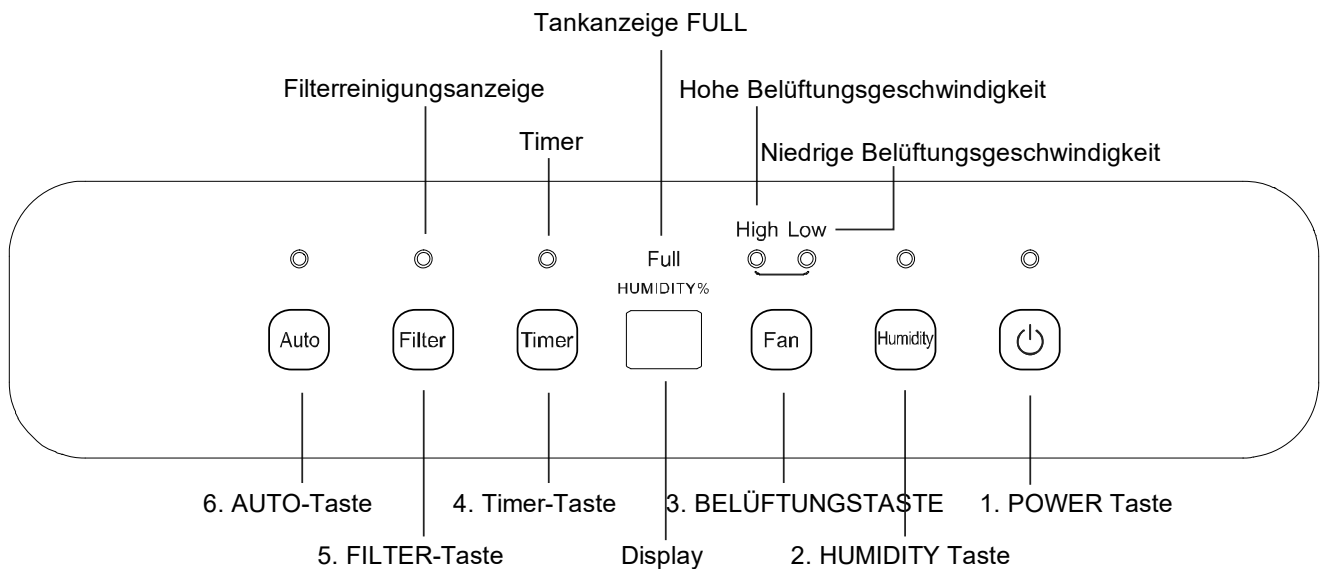 Tankanzeige FULL
Filterreinigungsanzeige
Hohe Belüftungsgeschwindigkeit
Timer
Niedrige Belüftungsgeschwindigkeit
High Low
Full
HUMIDITY%
Auto
Filter
Timer
Fan
Humidity
6. AUTO-Taste
4. Timer-Taste
3. BELÜFTUNGSTASTE
1. POWER Taste
5. FILTER-Taste
Display
2. HUMIDITY Taste